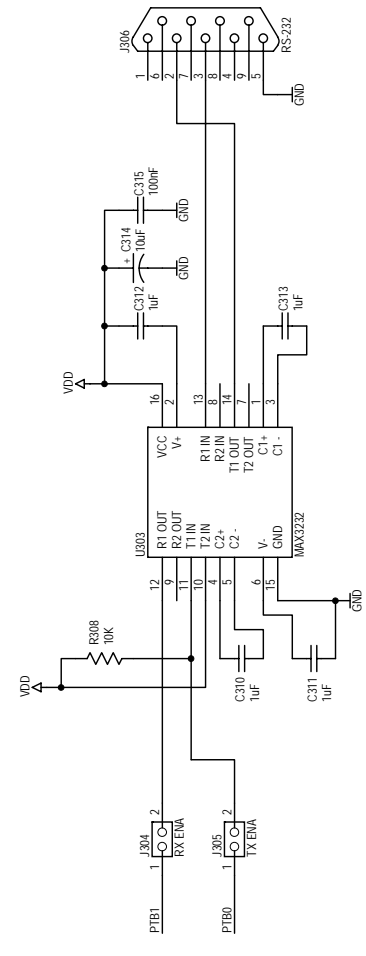 J306
1
6
2
7
3
8
4
9
5
RS-232
GND
C315
100nF
GND
C314
10uF
+
GND
C312
1uF
VDD
C313
1uF
16
2
13
8
14
7
1
3
VCC
V+
R1 IN
R2 IN
T1 OUT
T2 OUT
C1+
C1 -
U303
MAX3232
R1 OUT
R2 OUT
T1 IN
T2 IN
C2+
C2 -
V-
GND
12
9
11
10
4
5
6
15
R308
10K
VDD
C310
1uF
C311
1uF
GND
J304
1
2
RX ENA
PTB1
J305
1
2
TX ENA
PTB0